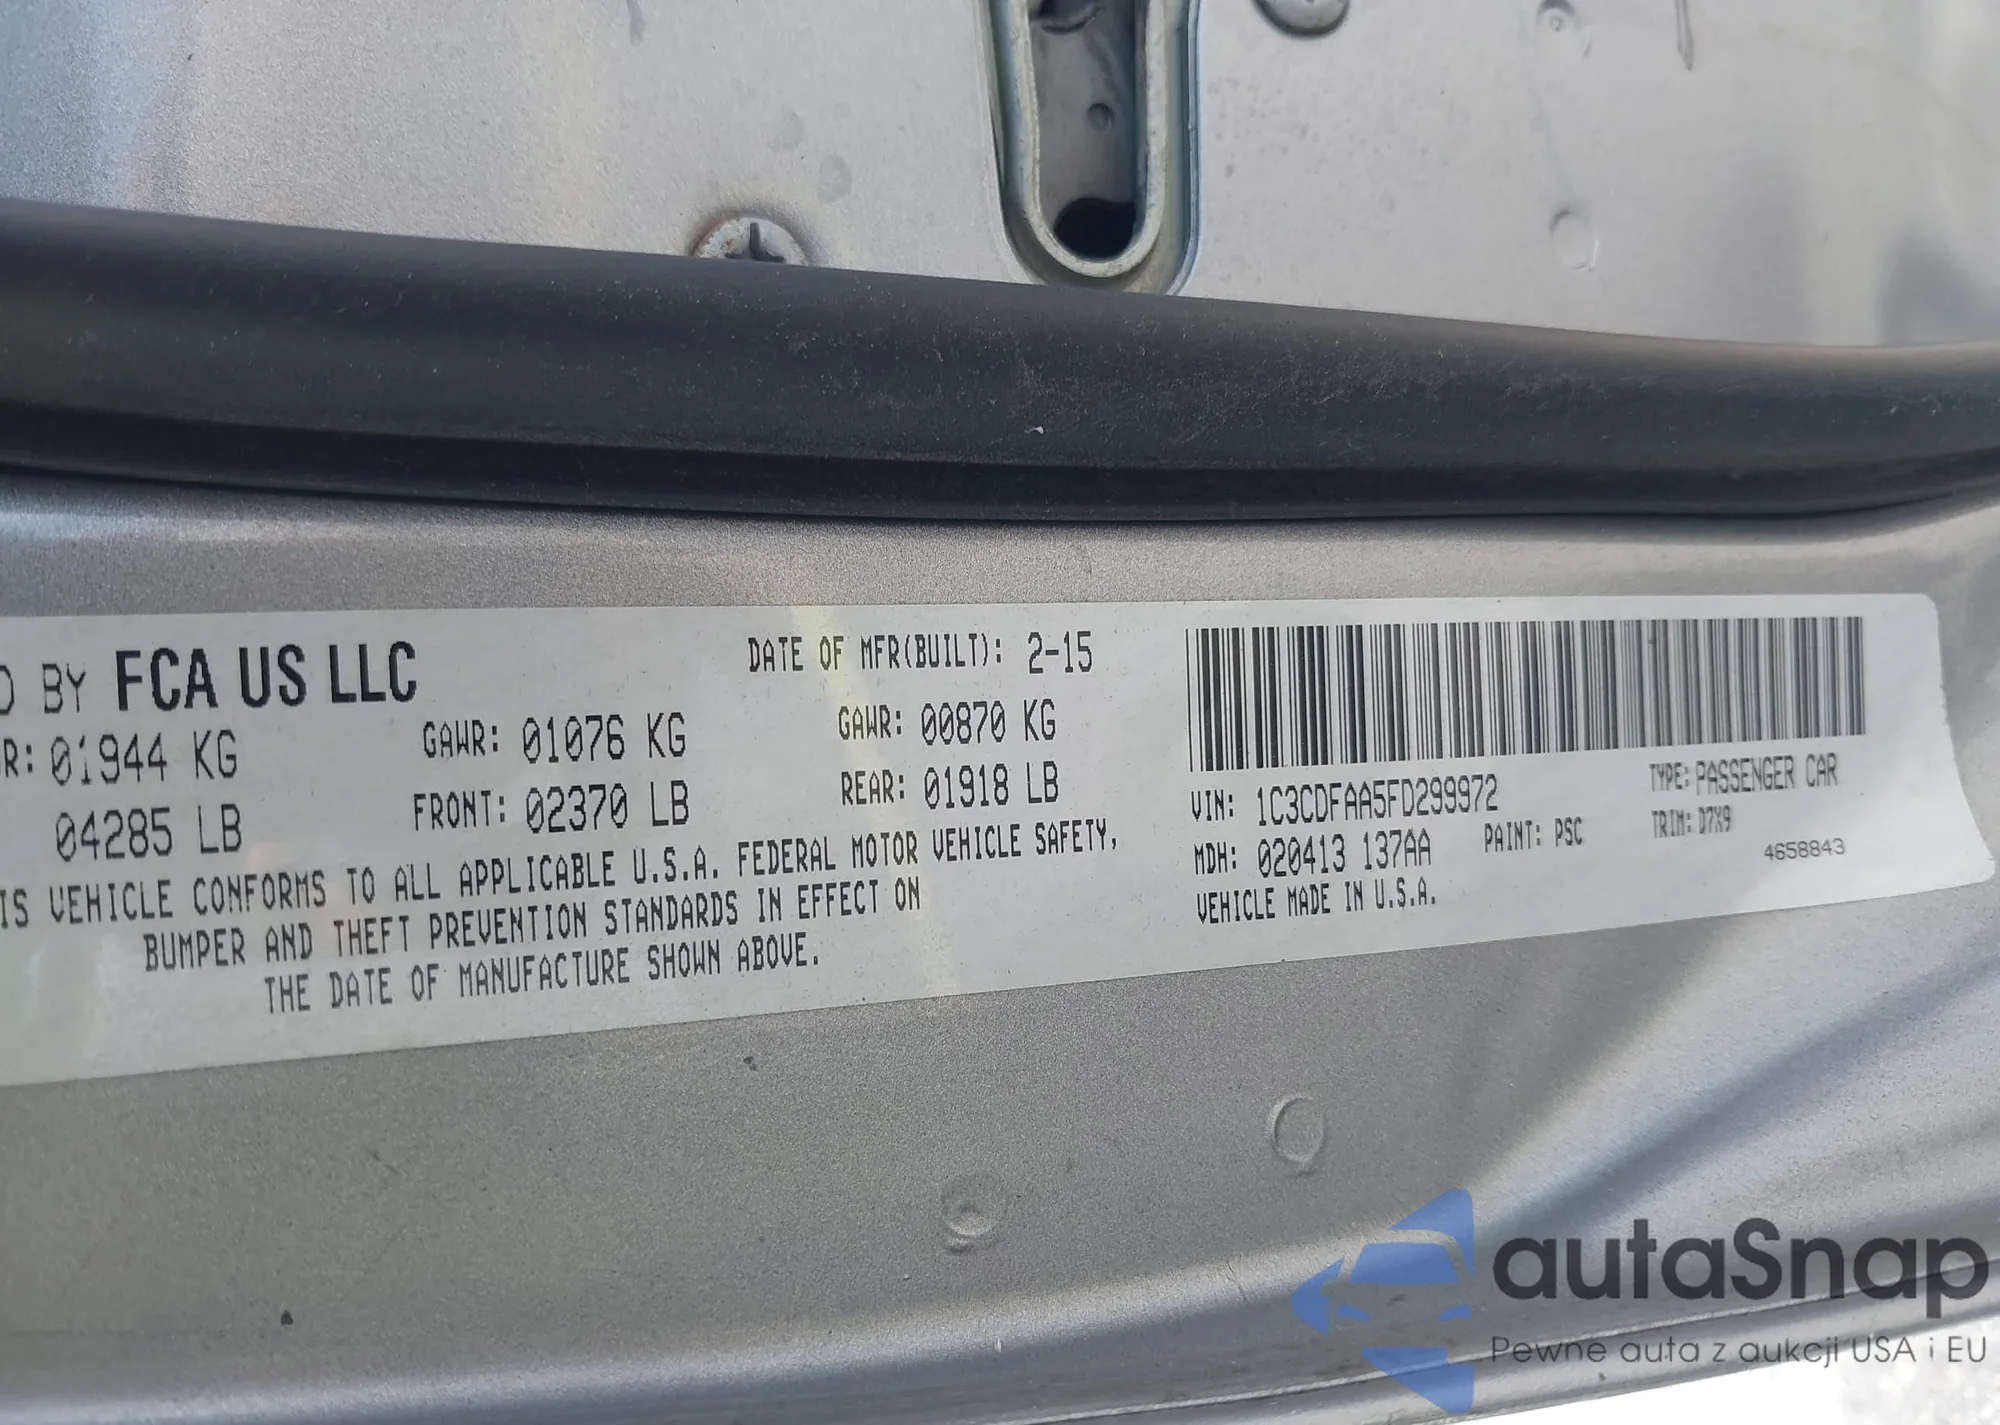 D BY FCA US LLC
DATE OF MFR(BUILT): 2-15
R: 01944 KG
GAWR: 01076 KG
GAWR: 00870 KG
04285 LB
FRONT: 02370 LB
REAR: 01918 LB
IS VEHICLE CONFORMS TO ALL APPLICABLE U.S.A. FEDERAL MOTOR VEHICLE SAFETY,
BUMPER AND THEFT PREVENTION STANDARDS IN EFFECT ON
THE DATE OF MANUFACTURE SHOWN ABOVE.
VIN: 1C3CDFAA5FD299972
TYPE: PASSENGER CAR
MDH: 020413 137AA
PAINT: PSC
TRIM: D7X9
VEHICLE MADE IN U.S.A.
4658843
autaSnap
Pewne auta z aukcji USA i EU